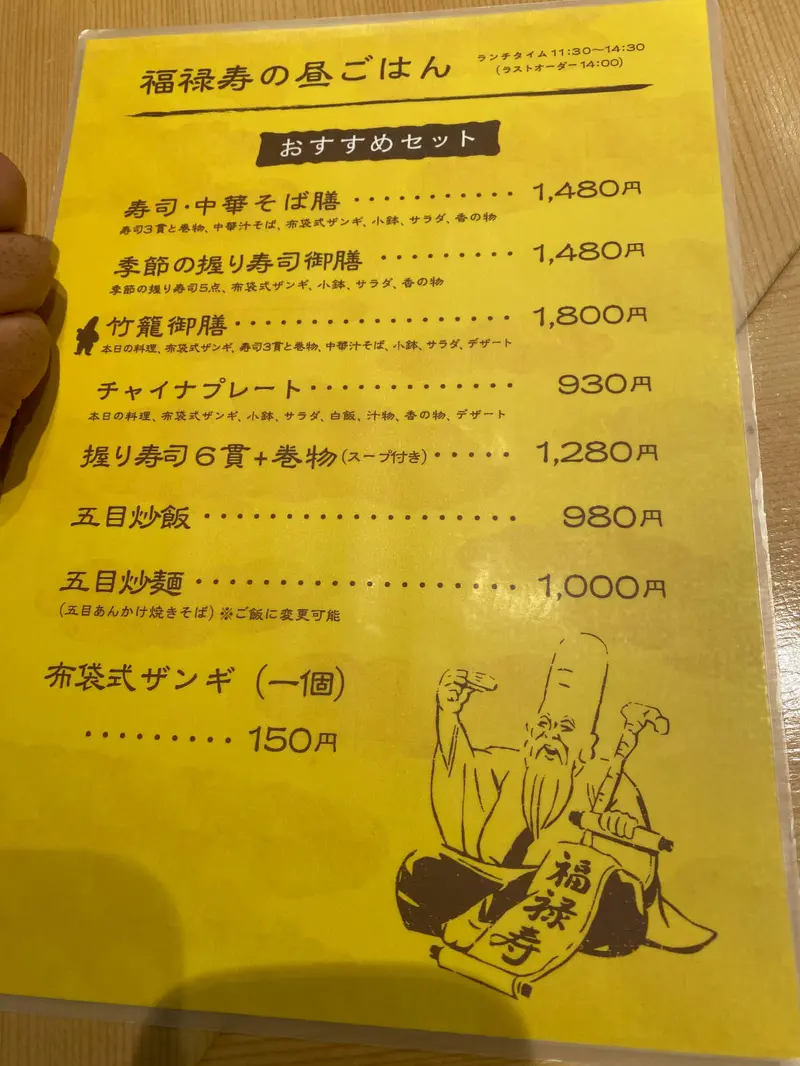 福禄寿の昼ごはん
ランチタイム11:30〜14:30
(ラストオーダー14:00)
おすすめセット
寿司・中華そば膳 ・・・・・・・・・・・・ 1,480円
寿司3貫と巻物、中華汁そば、布袋式ザンギ、小鉢、サラダ、香の物
季節の握り寿司御膳 ・・・・・・・・・・ 1,480円
季節の握り寿司5点、布袋式ザンギ、小鉢、サラダ、香の物
竹籠御膳・・・・・・・・・・・・・・・・・・・・ 1,800円
本日の料理、布袋式ザンギ、寿司3貫と巻物、中華汁そば、小鉢、サラダ、デザート
チャイナプレート・・・・・・・・・・・・・・・ 930円
本日の料理、布袋式ザンギ、小鉢、サラダ、白飯、汁物、香の物、デザート
握り寿司6貫+巻物(スープ付き)・・・・・ 1,280円
五目炒飯 ・・・・・・・・・・・・・・・・・・・・ 980円
五目炒麺 ・・・・・・・・・・・・・・・・・・・・ 1,000円
(五目あんかけ焼きそば)※ご飯に変更可能
布袋式ザンギ(一個)
・・・・・・・・・ 150円
福禄寿